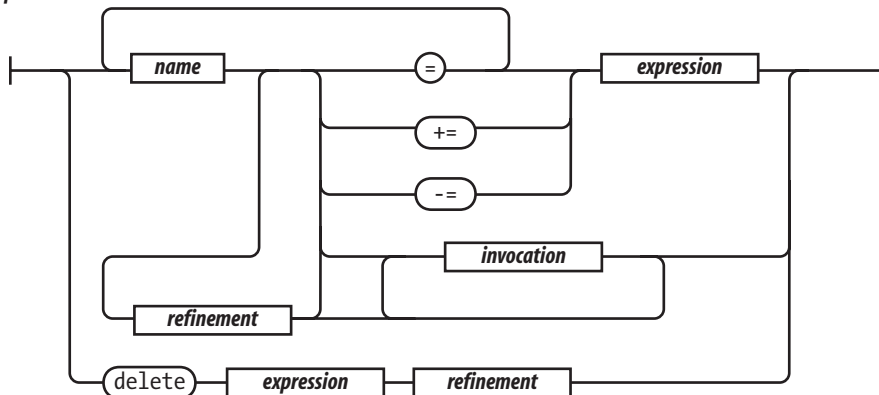 name = expression
+=
-=
invocation
refinement
delete expression refinement